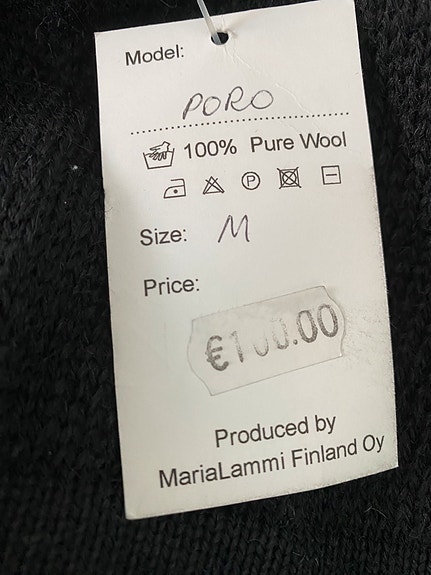 Model:
PORO
100% Pure Wool
Size: M
Price:
Produced by
MariaLammi Finland Oy